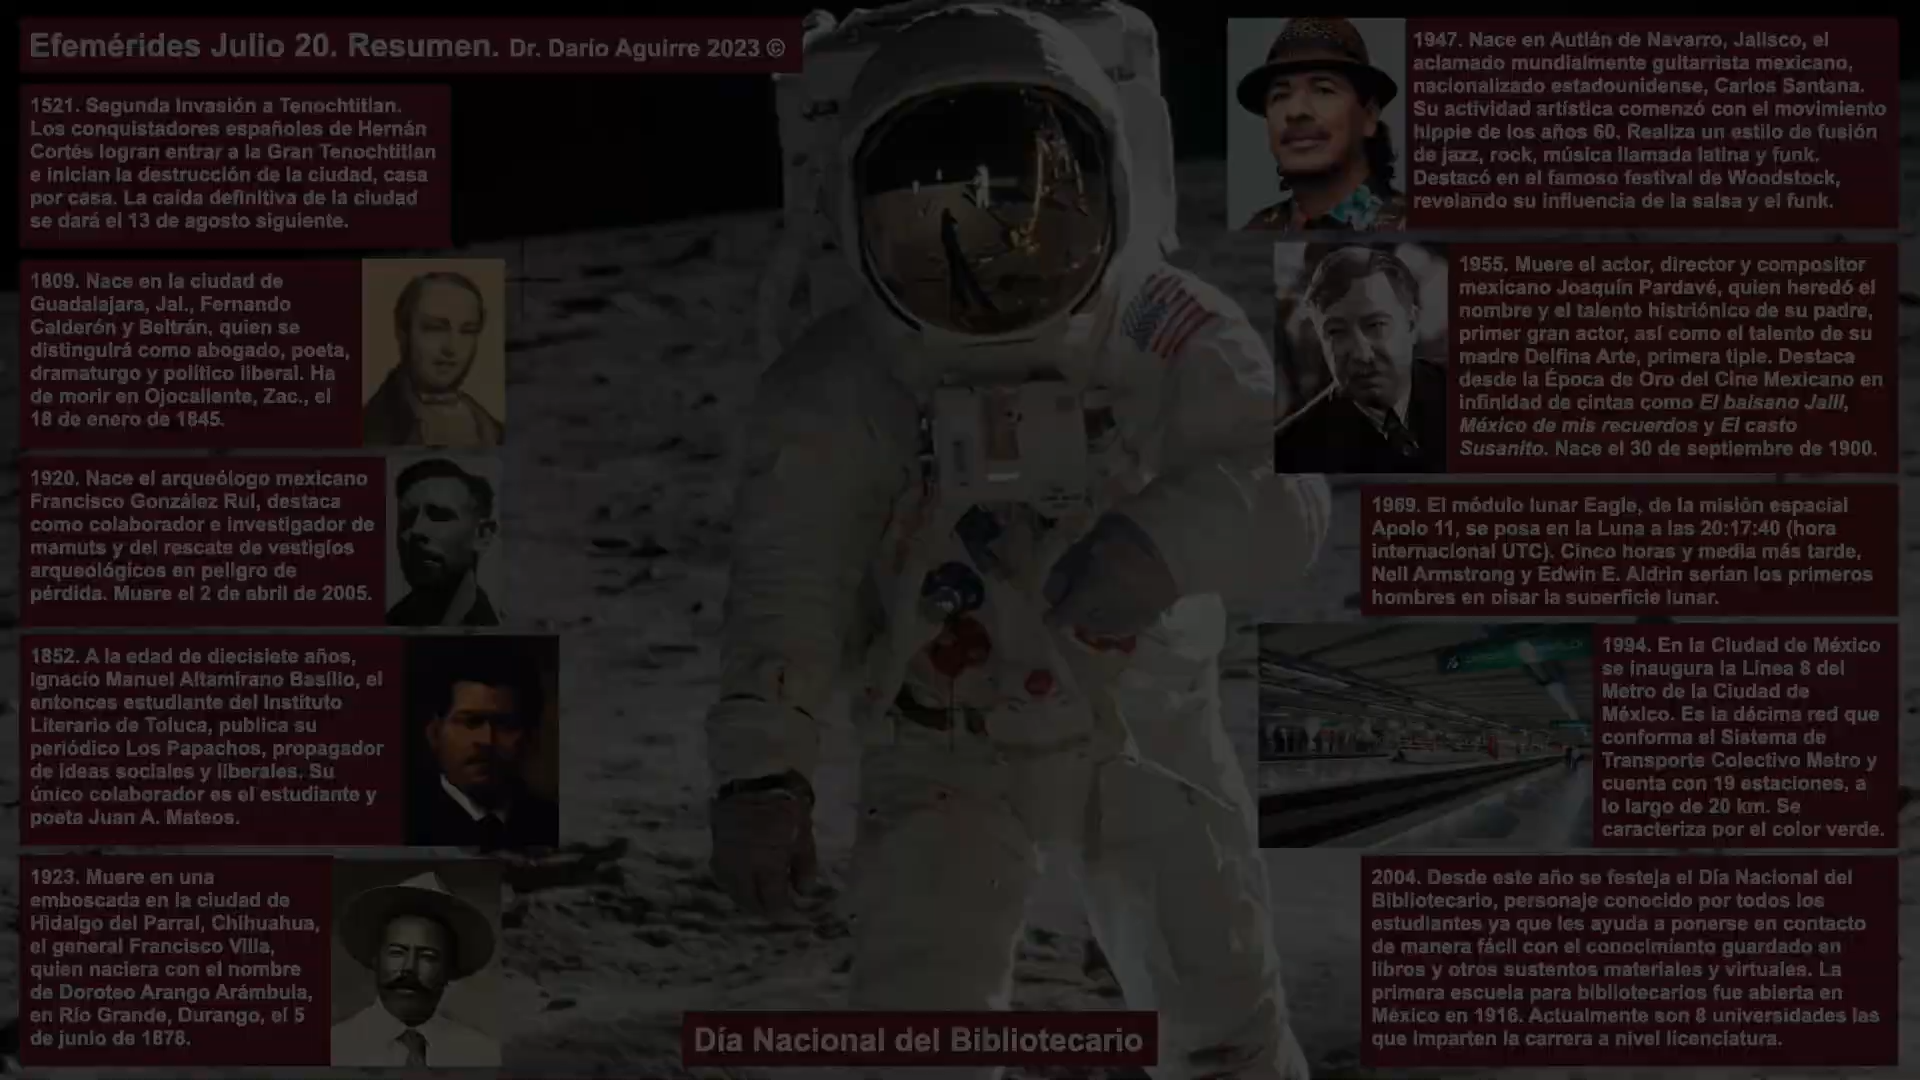 Efemérides Julio 20. Resumen. Dr. Darío Aguirre 2023 ©
1521. Segunda Invasión a Tenochtitlan.
Los conquistadores españoles de Hernán
Cortés logran entrar a la Gran Tenochtitlan
e inician la destrucción de la ciudad, casa
por casa. La caída definitiva de la ciudad
se dará el 13 de agosto siguiente.
1809. Nace en la ciudad de
Guadalajara, Jal., Fernando
Calderón y Beltrán, quien se
distinguirá como abogado, poeta,
dramaturgo y político liberal. Ha
de morir en Ojocaliente, Zac., el
18 de enero de 1845.
1920. Nace el arqueólogo mexicano
Francisco González Rul, destaca
como colaborador e investigador de
mamuts y del rescate de vestigios
arqueológicos en peligro de
pérdida. Muere el 2 de abril de 2005.
1852. A la edad de diecisiete años,
Ignacio Manuel Altamirano Basilio, el
entonces estudiante del Instituto
Literario de Toluca, publica su
periódico Los Papachos, propagador
de ideas sociales y liberales. Su
único colaborador es el estudiante y
poeta Juan A. Mateos.
1923. Muere en una
emboscada en la ciudad de
Hidalgo del Parral, Chihuahua,
el general Francisco Villa,
quien naciera con el nombre
de Doroteo Arango Arámbula,
en Río Grande, Durango, el 5
de junio de 1878.
1947. Nace en Autlán de Navarro, Jalisco, el
aclamado mundialmente guitarrista mexicano,
nacionalizado estadounidense, Carlos Santana.
Su actividad artística comenzó con el movimiento
hippie de los años 60. Realiza un estilo de fusión
de jazz, rock, música llamada latina y funk.
Destacó en el famoso festival de Woodstock,
revelando su influencia de la salsa y el funk.
1955. Muere el actor, director y compositor
mexicano Joaquín Pardavé, quien heredó el
nombre y el talento histriónico de su padre,
primer gran actor, así como el talento de su
madre Delfina Arte, primera tiple. Destaca
desde la Época de Oro del Cine Mexicano en
infinidad de cintas como El baisano Jalil,
México de mis recuerdos y El casto
Susanito. Nace el 30 de septiembre de 1900.
1969. El módulo lunar Eagle, de la misión espacial
Apolo 11, se posa en la Luna a las 20:17:40 (hora
internacional UTC). Cinco horas y media más tarde,
Neil Armstrong y Edwin E. Aldrin serían los primeros
hombres en pisar la superficie lunar.
1994. En la Ciudad de México
se inaugura la Línea 8 del
Metro de la Ciudad de
México. Es la décima red que
conforma el Sistema de
Transporte Colectivo Metro y
cuenta con 19 estaciones, a
lo largo de 20 km. Se
caracteriza por el color verde.
2004. Desde este año se festeja el Día Nacional del
Bibliotecario, personaje conocido por todos los
estudiantes ya que les ayuda a ponerse en contacto
de manera fácil con el conocimiento guardado en
libros y otros sustentos materiales y virtuales. La
primera escuela para bibliotecarios fue abierta en
México en 1916. Actualmente son 8 universidades las
que imparten la carrera a nivel licenciatura.
Día Nacional del Bibliotecario